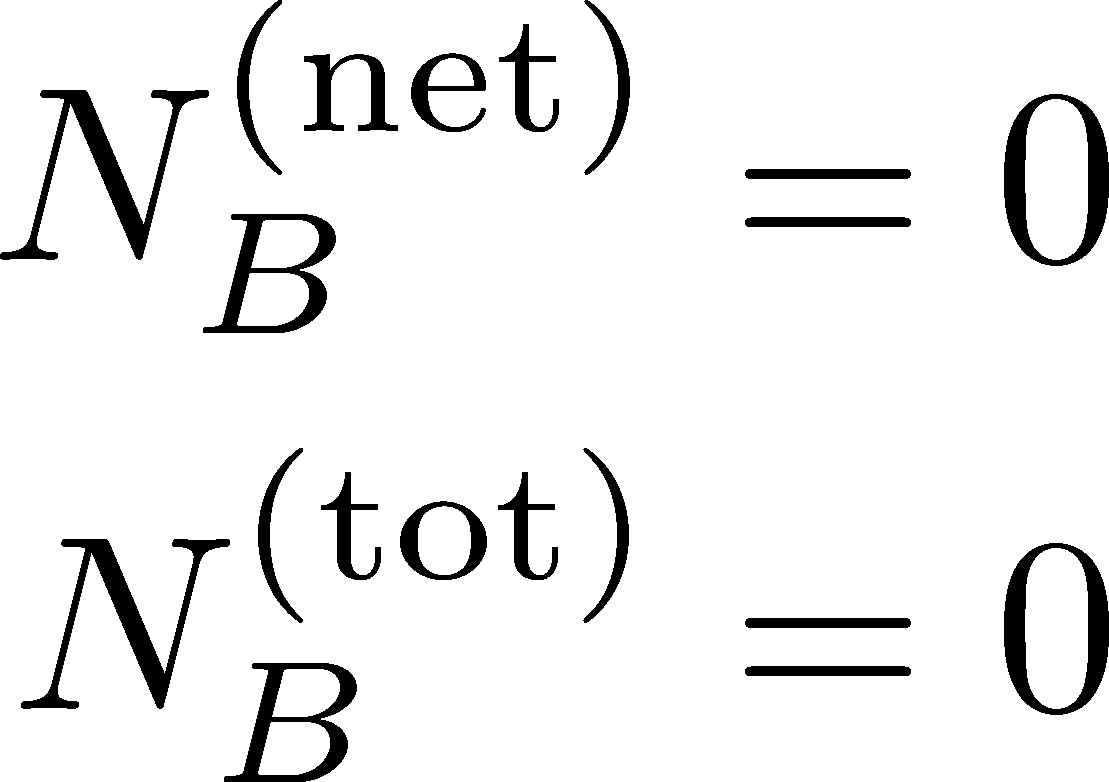 N_B^(net) = 0
N_B^(tot) = 0